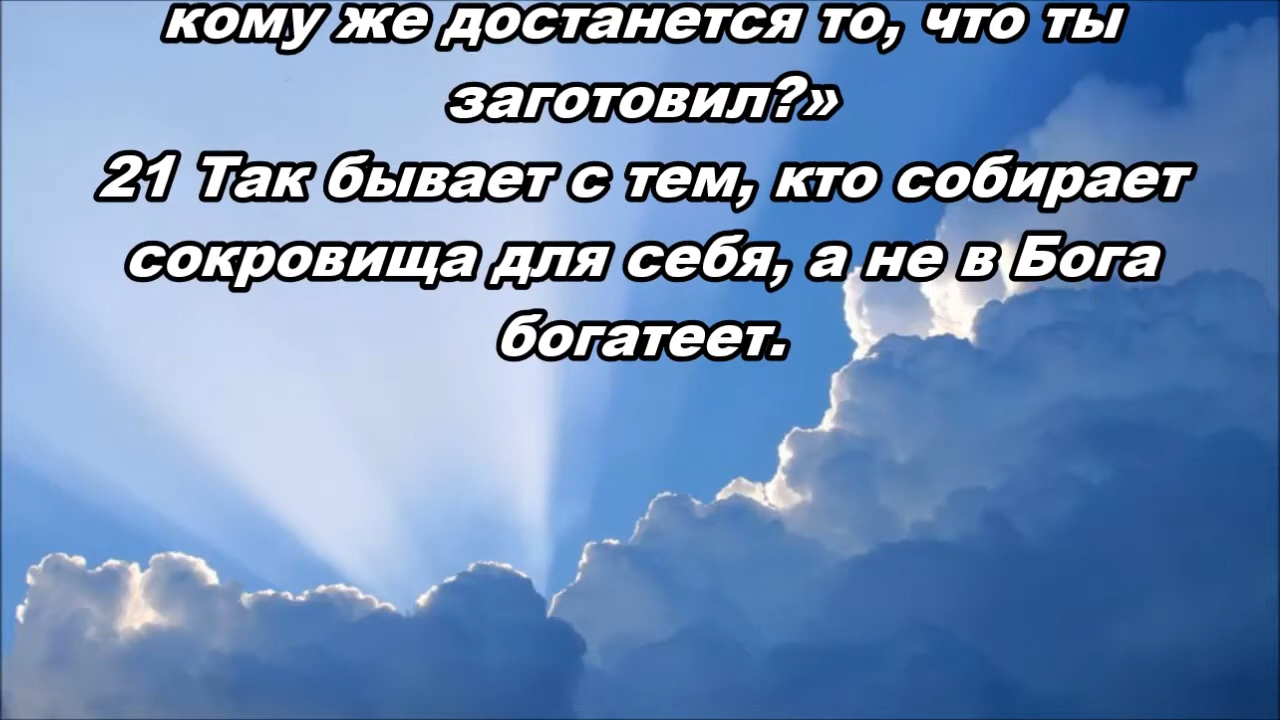 кому же достанется то, что ты
заготовил?»
21 Так бывает с тем, кто собирает
сокровища для себя, а не в Бога
богатеет.